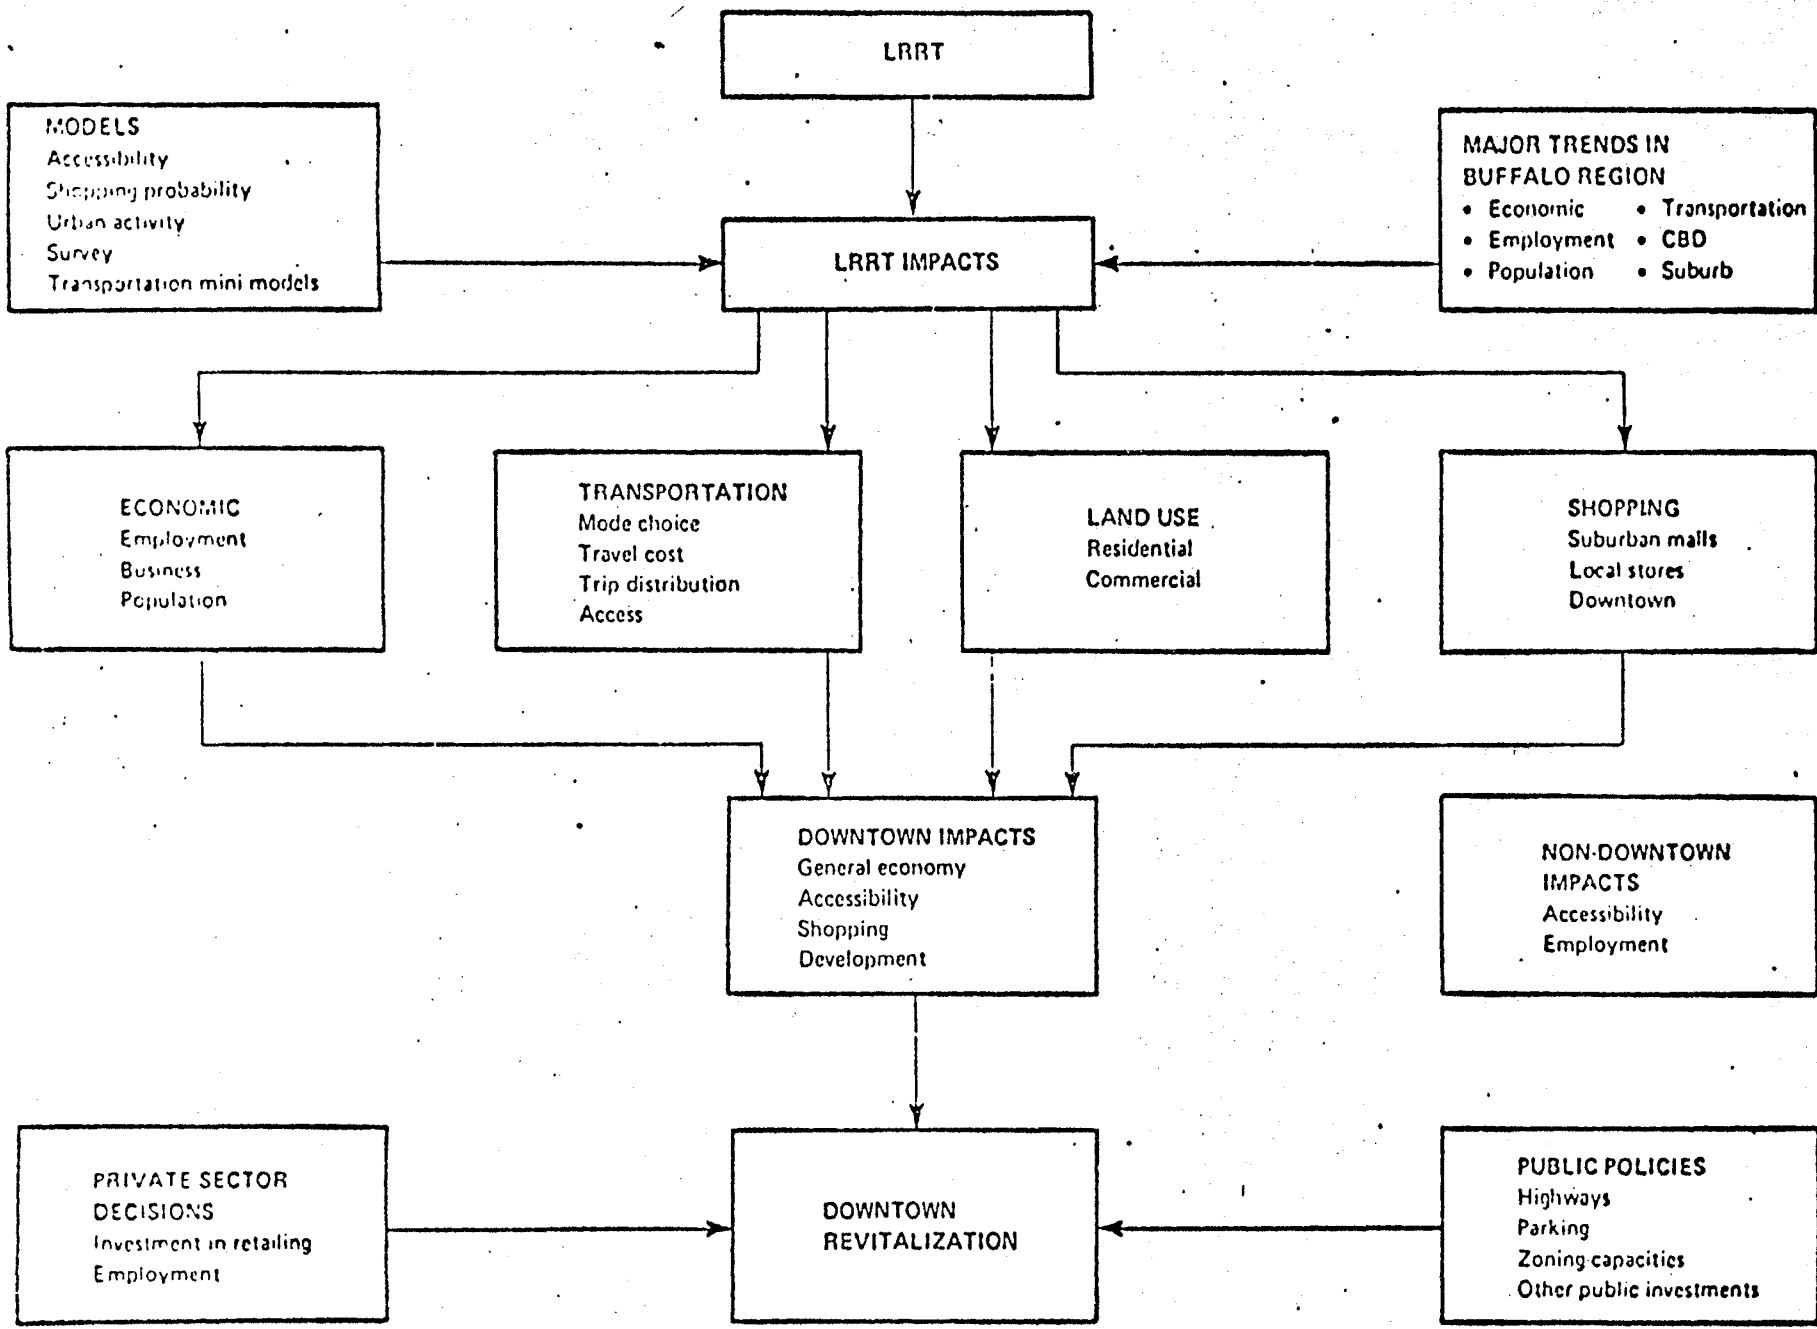 LRRT
MODELS
Accessibility
Shopping probability
Urban activity
Survey
Transportation mini models
LRRT IMPACTS
MAJOR TRENDS IN
BUFFALO REGION
• Economic • Transportation
• Employment • CBD
• Population • Suburb
ECONOMIC
Employment
Business
Population
TRANSPORTATION
Mode choice
Travel cost
Trip distribution
Access
LAND USE
Residential
Commercial
SHOPPING
Suburban malls
Local stores
Downtown
DOWNTOWN IMPACTS
General economy
Accessibility
Shopping
Development
NON-DOWNTOWN
IMPACTS
Accessibility
Employment
PRIVATE SECTOR
DECISIONS
Investment in retailing
Employment
DOWNTOWN
REVITALIZATION
PUBLIC POLICIES
Highways
Parking
Zoning capacities
Other public investments